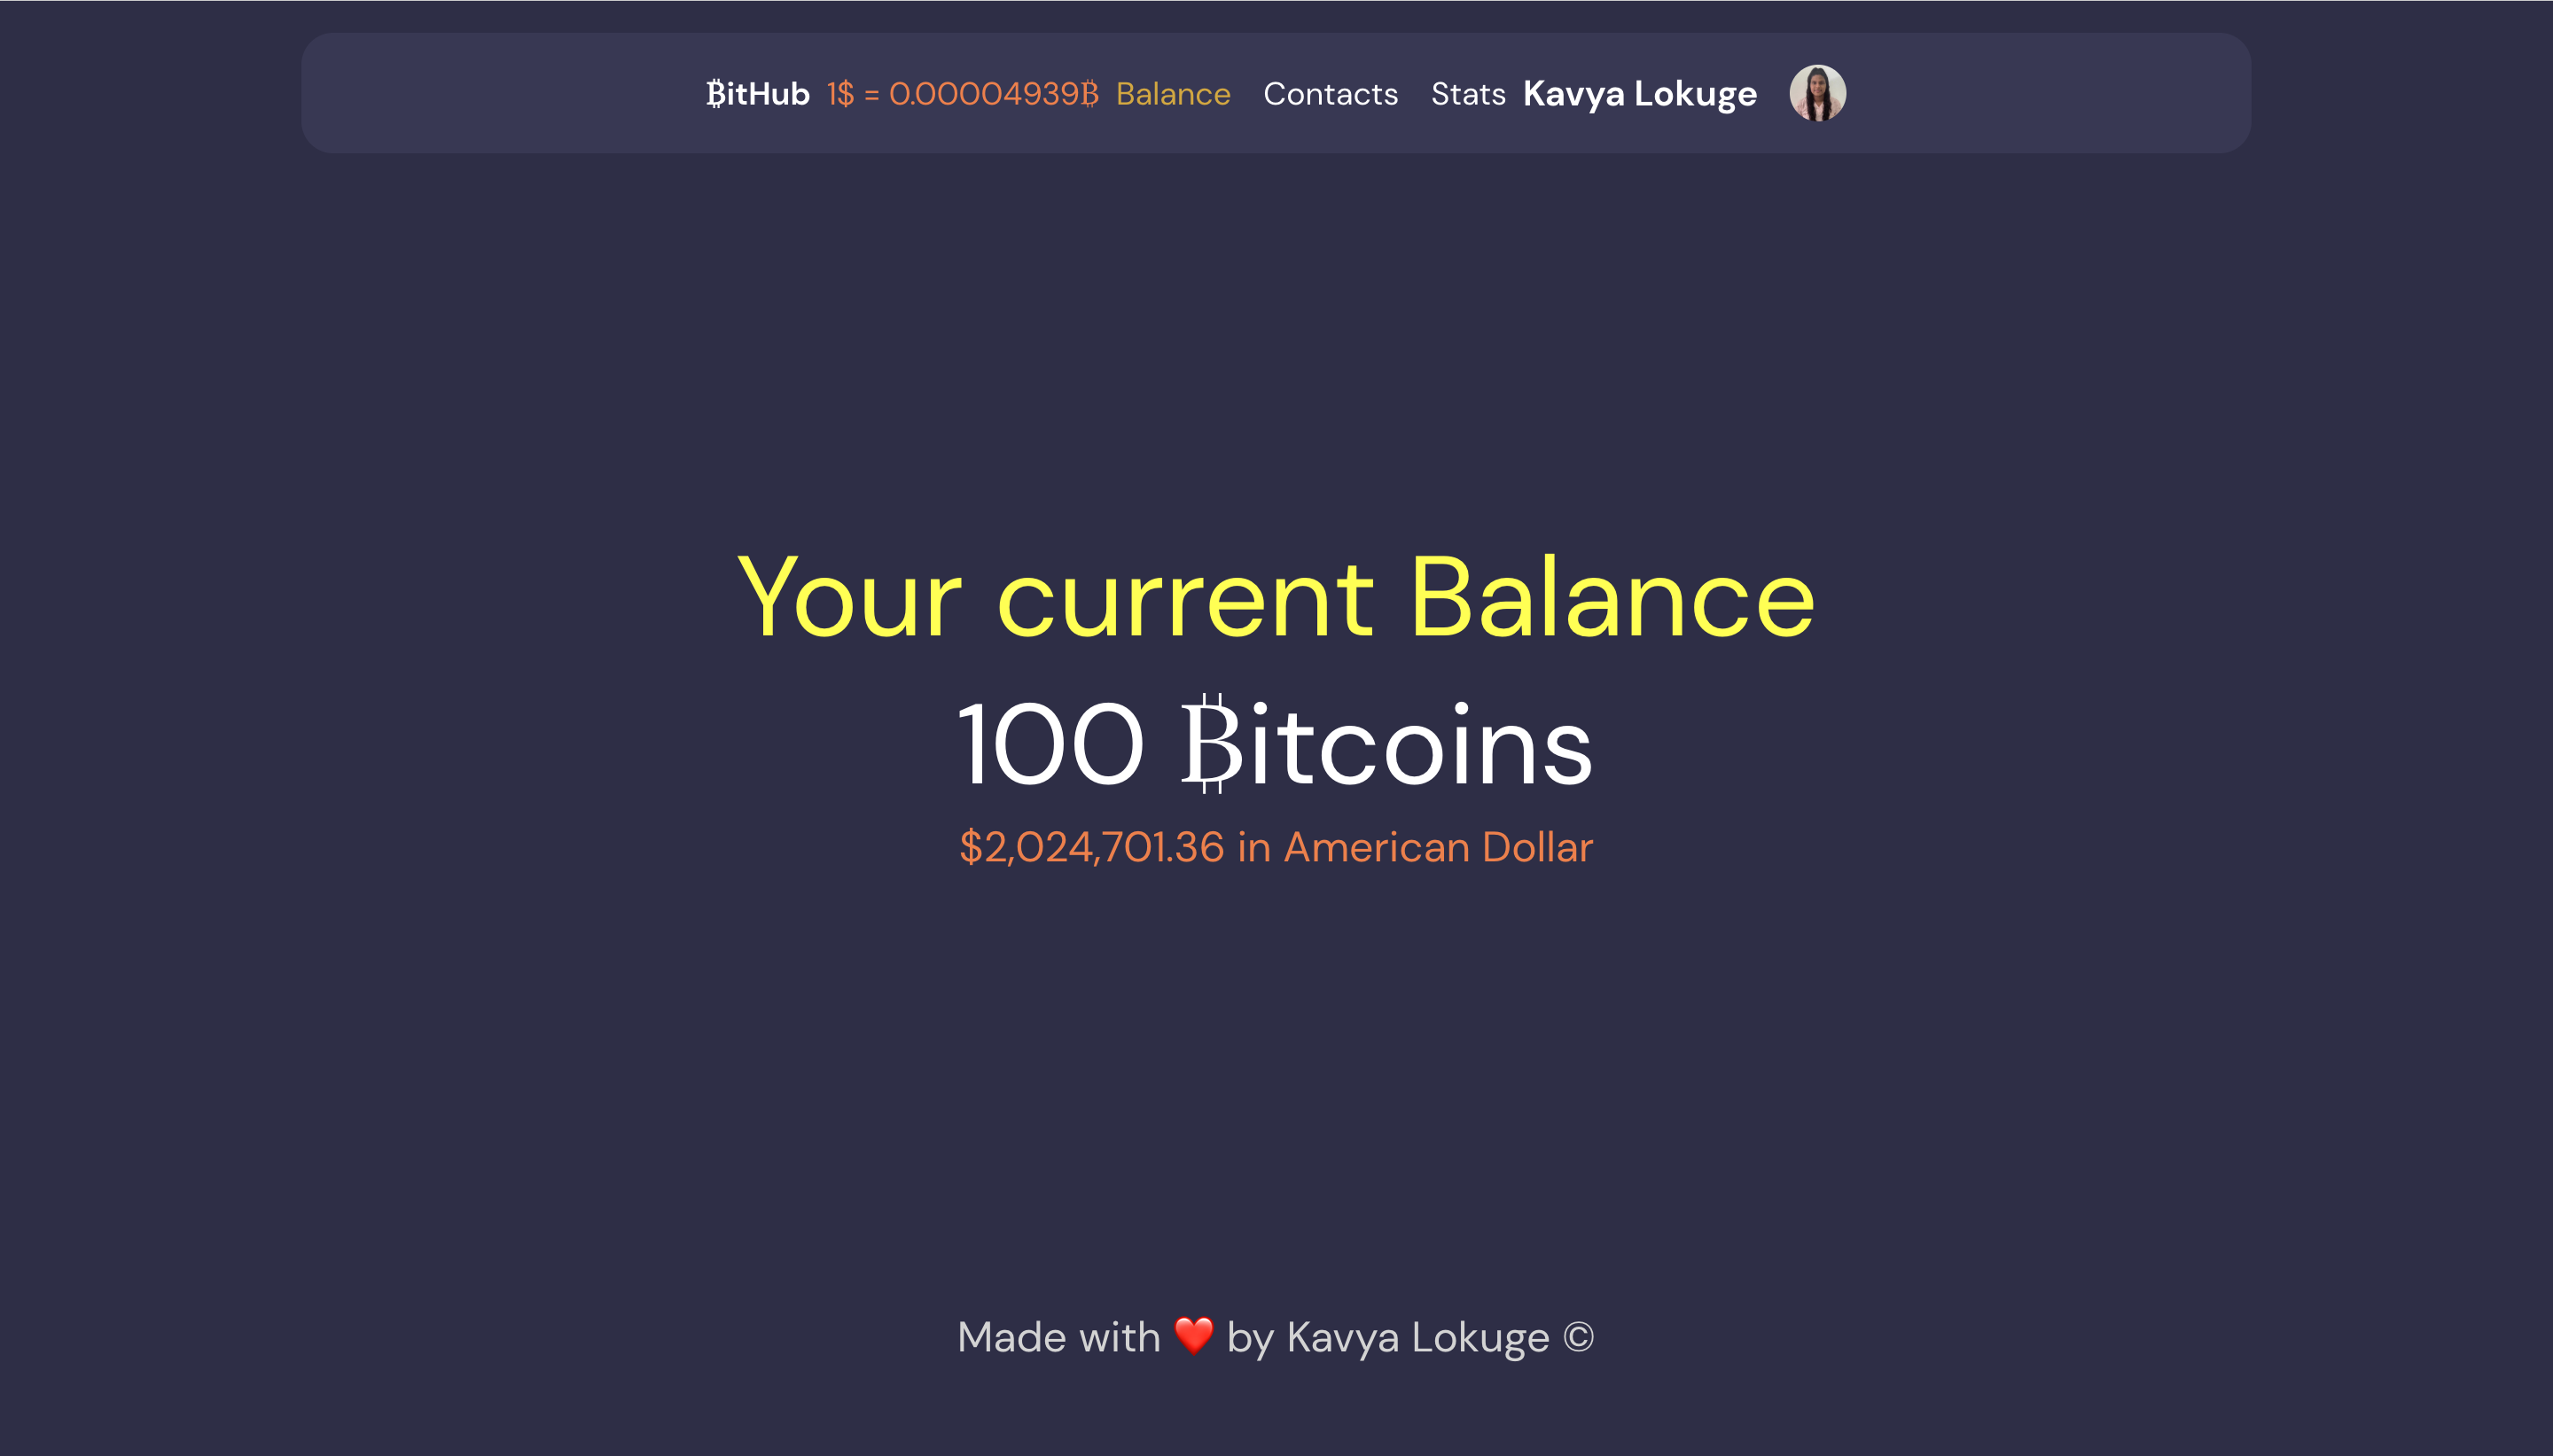 ₿itHub 1$ = 0.00004939₿ Balance Contacts Stats Kavya Lokuge
Your current Balance
100 ₿itcoins
$2,024,701.36 in American Dollar
Made with ❤️ by Kavya Lokuge ©